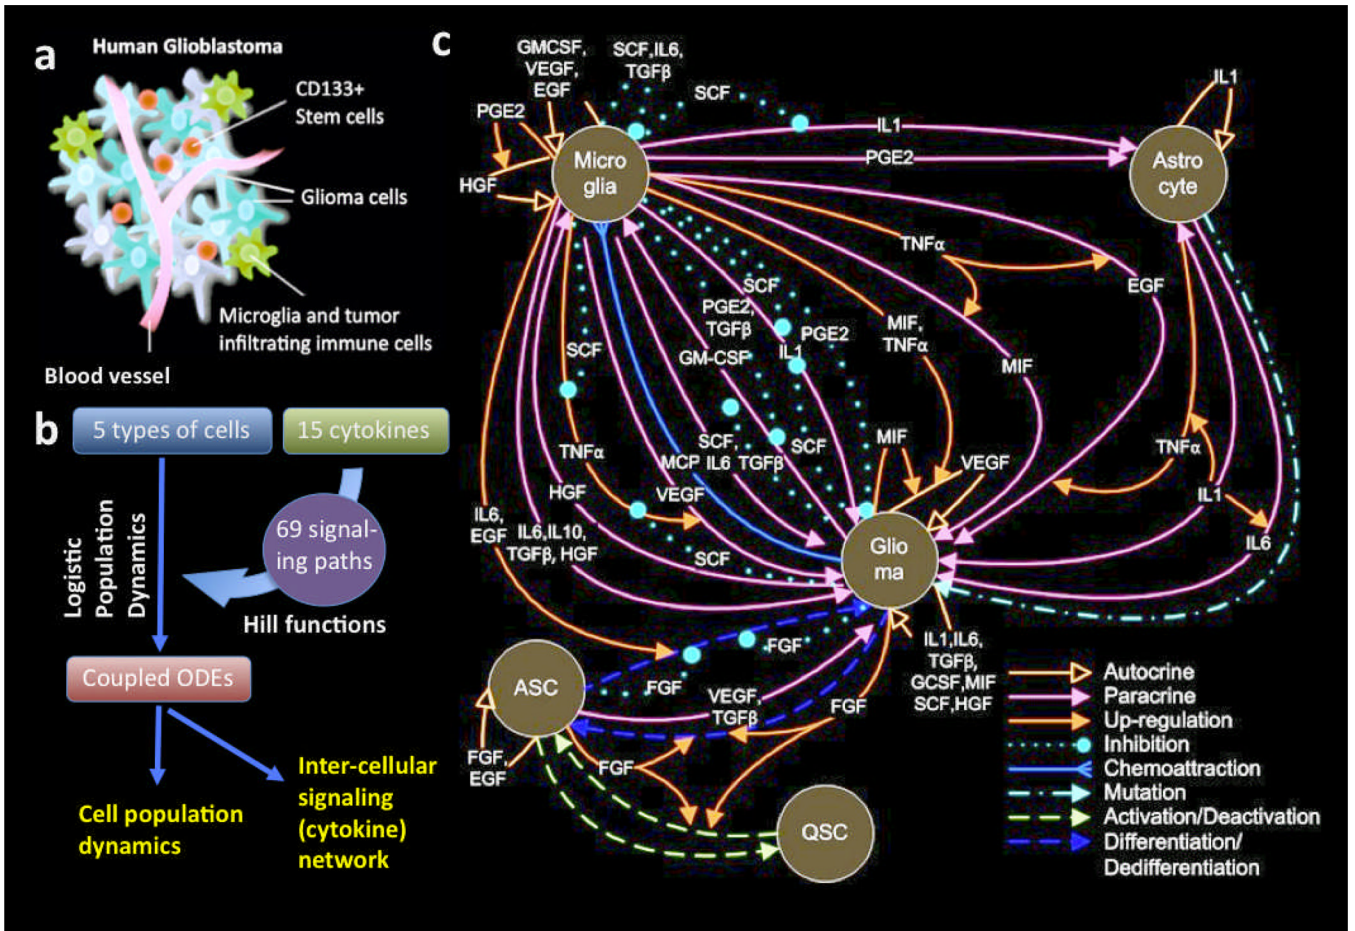 a
Human Glioblastoma
CD133+
Stem cells
Glioma cells
Microglia and tumor
infiltrating immune cells
Blood vessel
b
5 types of cells
15 cytokines
69 signal-
ing paths
Logistic
Population
Dynamics
Hill functions
Coupled ODEs
Cell population
dynamics
Inter-cellular
signaling
(cytokine)
network
c
GMCSF,
VEGF,
EGF
SCF,IL6,
TGFβ
SCF
IL1
PGE2
IL1
PGE2
HGF
Micro
glia
Astro
cyte
TNFα
EGF
SCF
PGE2,
TGFβ
PGE2
MIF,
TNFα
SCF
GM-CSF
IL1
MIF
TNFα
SCF,
IL6
TGFβ
SCF
MIF
VEGF
TNFα
MCP
HGF
VEGF
IL1
IL6,
EGF
IL6,IL10,
TGFβ, HGF
SCF
IL6
Glio
ma
FGF
FGF
ASC
VEGF,
TGFβ
FGF
IL1,IL6,
TGFβ,
GCSF,MIF
SCF,HGF
FGF,
EGF
FGF
QSC
Autocrine
Paracrine
Up-regulation
Inhibition
Chemoattraction
Mutation
Activation/Deactivation
Differentiation/
Dedifferentiation